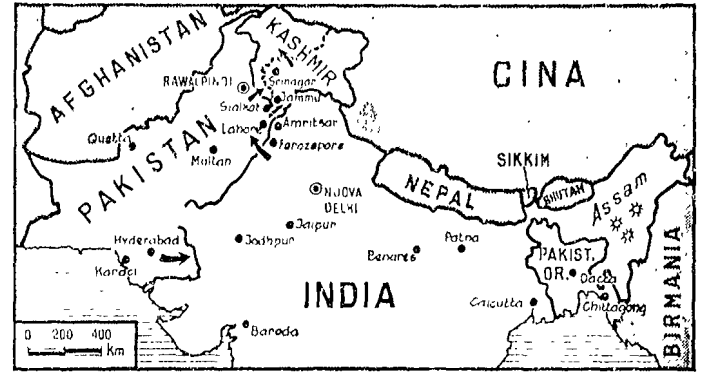 AFGHANISTAN
KASHMIR
CINA
RAWALPINDI
Srinagar
Jammu
Sialkot
Lahore
Amritsar
Ferozepore
Quetta
Multan
PAKISTAN
SIKKIM
NEPAL
BHUTAN
Assam
NUOVA
DELHI
Jaipur
Jodhpur
Hyderabad
Karaci
Benares
Patna
PAKIST.
OR.
Dacca
INDIA
Calcutta
Chittagong
BIRMANIA
Baroda
0 200 400
Km